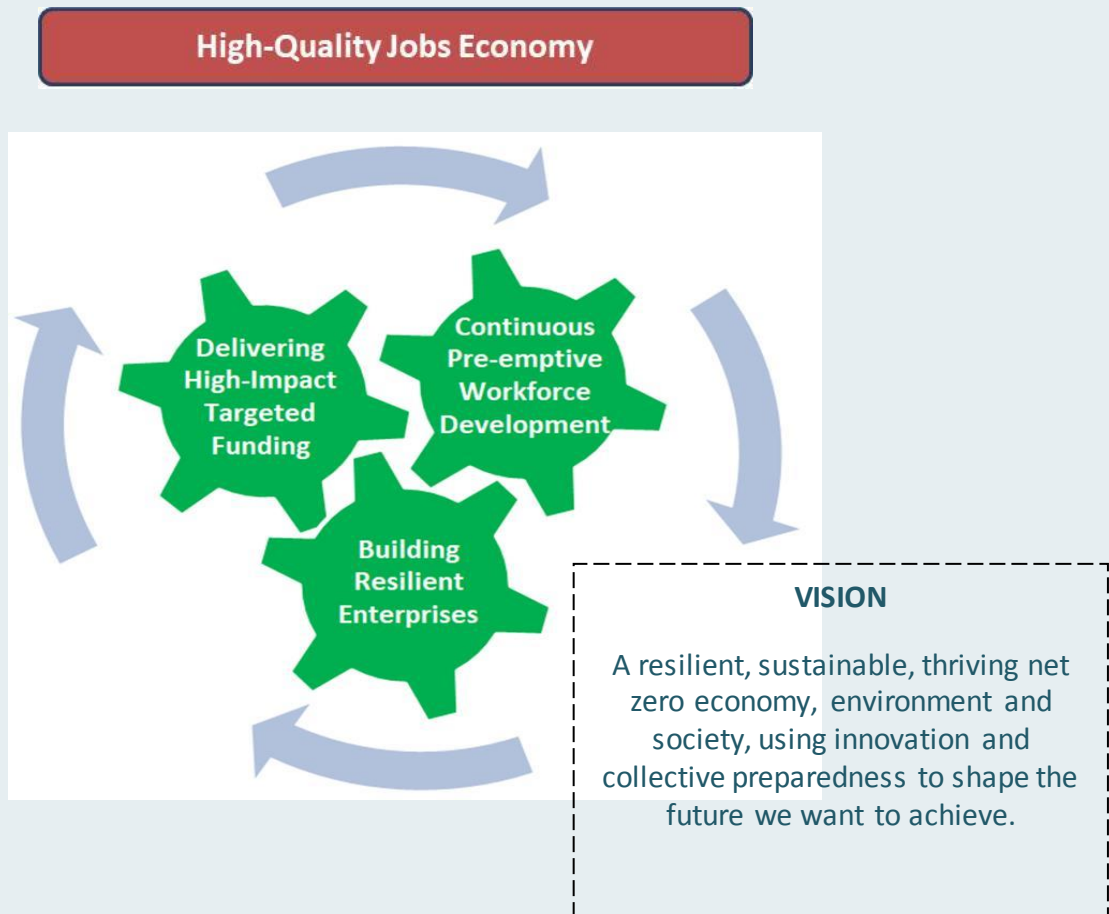 High-Quality Jobs Economy
Delivering
High-Impact
Targeted
Funding
Continuous
Pre-emptive
Workforce
Development
Building
Resilient
Enterprises
VISION
A resilient, sustainable, thriving net
zero economy, environment and
society, using innovation and
collective preparedness to shape the
future we want to achieve.